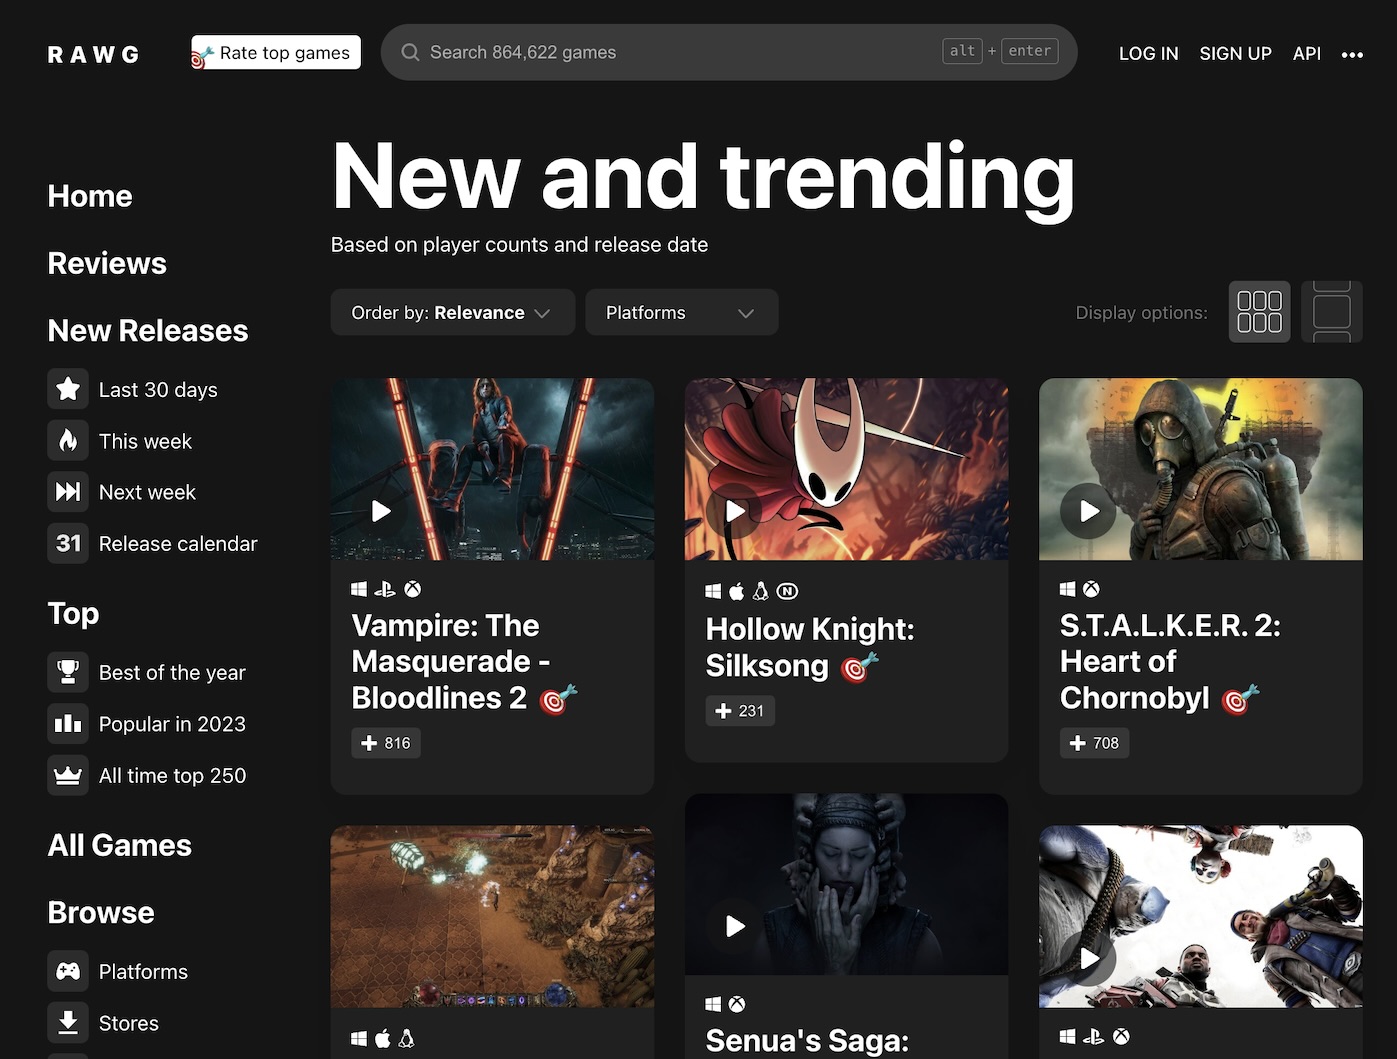 RAWG
Rate top games
Search 864,622 games
alt + enter
LOG IN
SIGN UP
API
Home
Reviews
New Releases
Last 30 days
This week
Next week
31 Release calendar
Top
Best of the year
Popular in 2023
All time top 250
All Games
Browse
Platforms
Stores
New and trending
Based on player counts and release date
Order by: Relevance
Platforms
Display options:
Vampire: The
Masquerade -
Bloodlines 2
816
Hollow Knight:
Silksong
231
S.T.A.L.K.E.R. 2:
Heart of
Chornobyl
708
Senua's Saga: